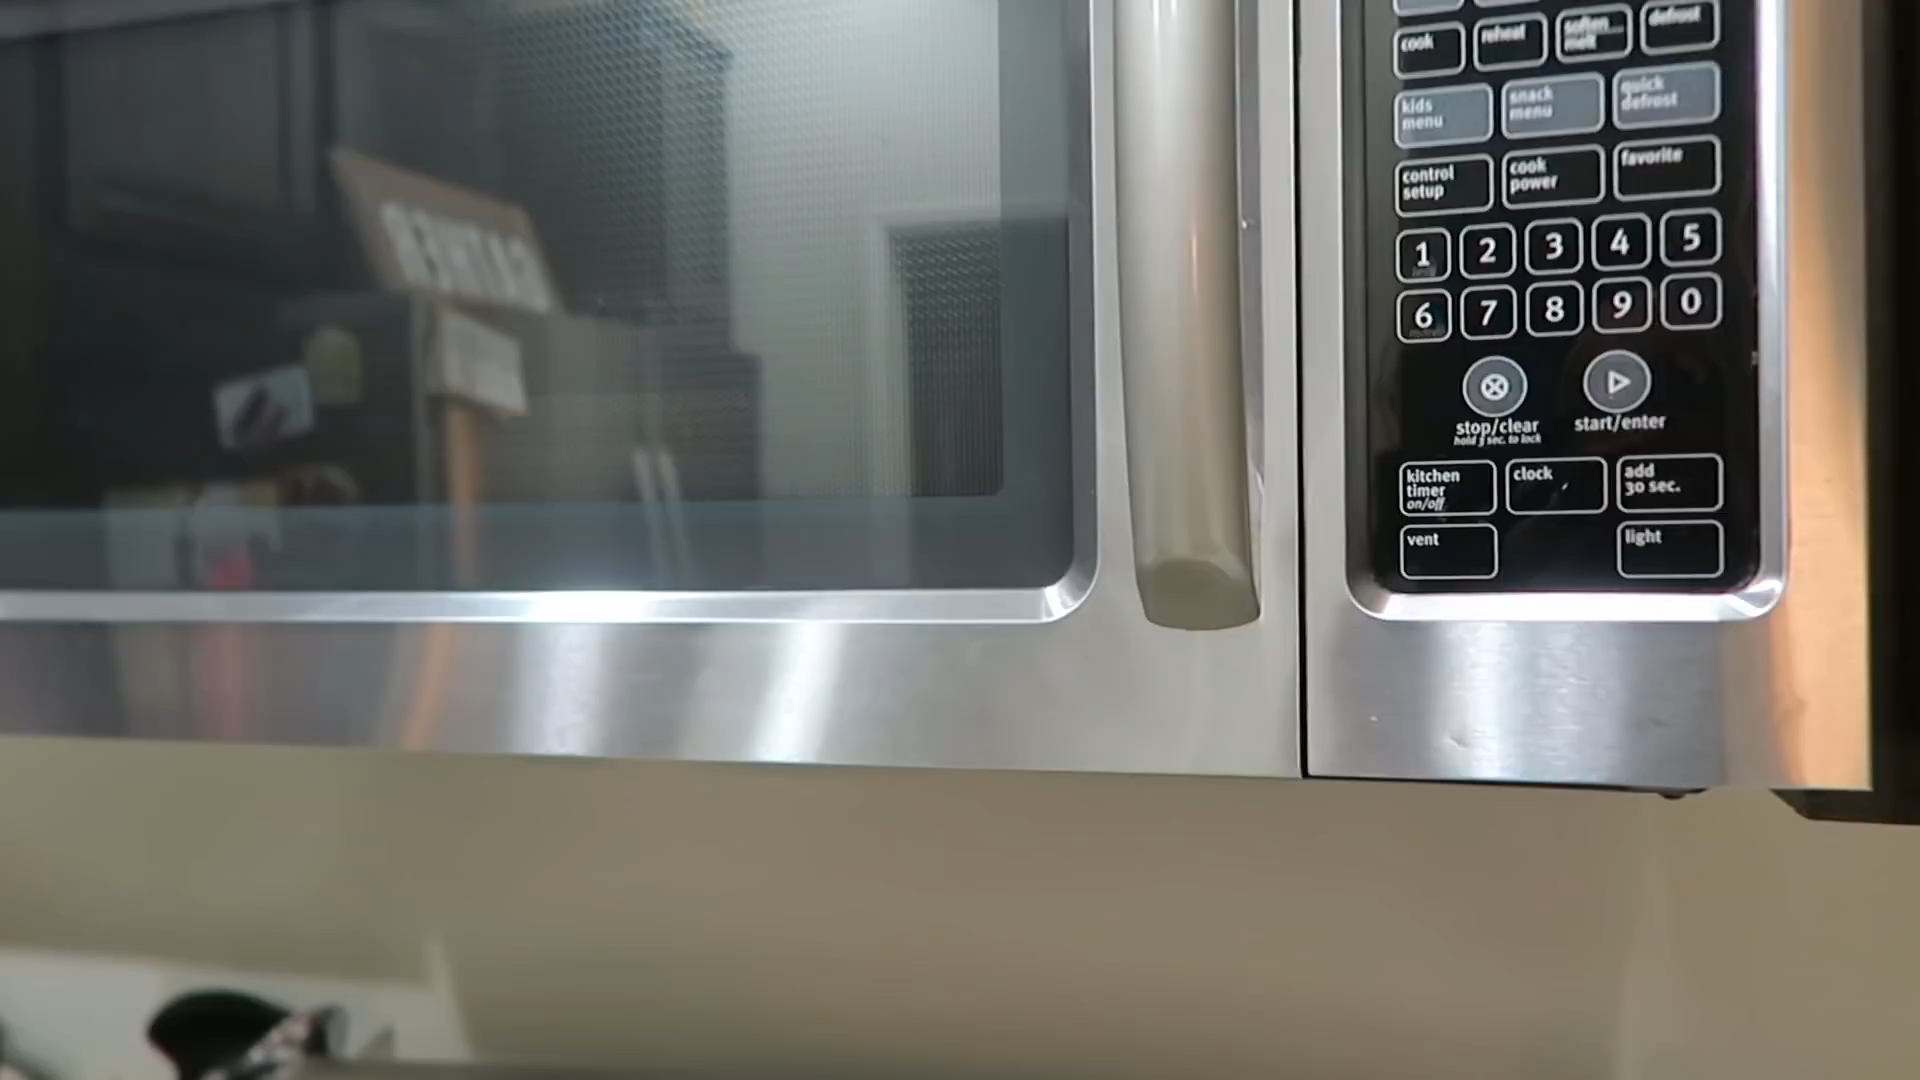 cook
reheat
soften
melt
defrost
kids
menu
snack
menu
quick
defrost
control
setup
cook
power
favorite
1
2
3
4
5
6
7
8
9
0
stop/clear
hold 3 sec. to lock
start/enter
kitchen
timer
on/off
clock
add
30 sec.
vent
light
GATHER